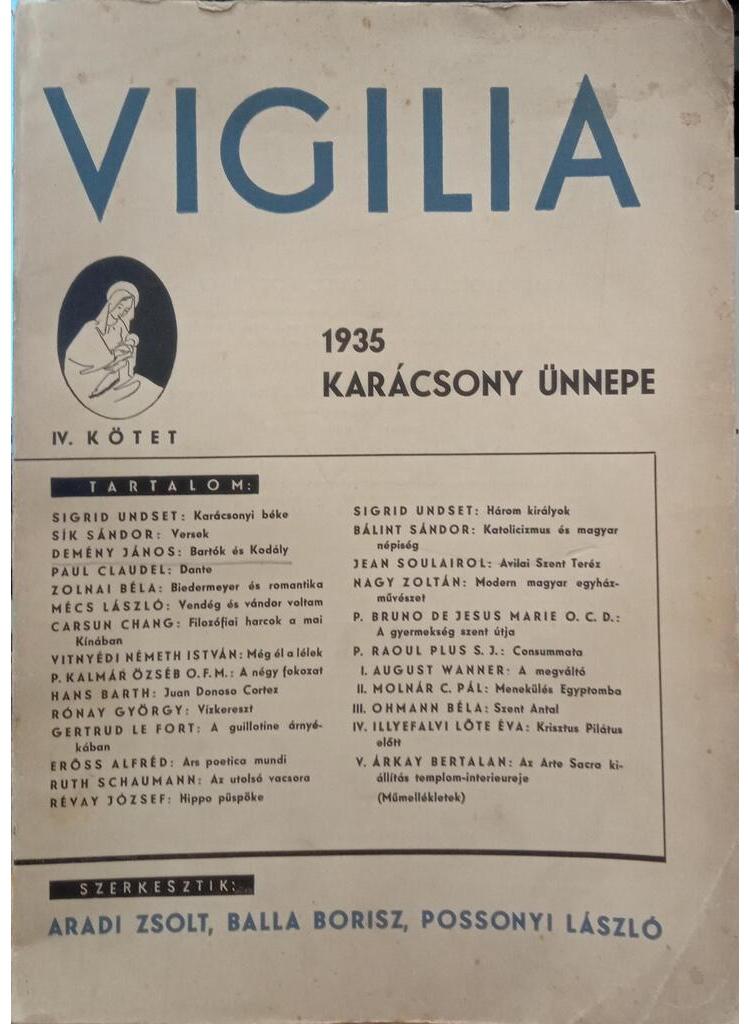 VIGILIA
1935
KARÁCSONY ÜNNEPE
IV. KÖTET
TARTALOM:
SIGRID UNDSET: Karácsonyi béke
SÍK SÁNDOR: Versek
DEMÉNY JÁNOS: Bartók és Kodály
PAUL CLAUDEL: Dante
ZOLNAI BÉLA: Biedermeyer és romantika
MÉCS LÁSZLÓ: Vendég és vándor voltam
CARSUN CHANG: Filozófiai harcok a mai
Kínában
VITNYÉDI NÉMETH ISTVÁN: Még él a lélek
P. KALMÁR ÖZSÉB O.F.M.: A négy fokozat
HANS BARTH: Juan Donoso Cortez
RÓNAY GYÖRGY: Vízkereszt
GERTRUD LE FORT: A guillotine árnyé-
kában
ERŐSS ALFRÉD: Ars poetica mundi
RUTH SCHAUMANN: Az utolsó vacsora
RÉVAY JÓZSEF: Hippo püspöke
SIGRID UNDSET: Három királyok
BÁLINT SÁNDOR: Katolicizmus és magyar
népiség
JEAN SOULAIROL: Avilai Szent Teréz
NAGY ZOLTÁN: Modern magyar egyház-
művészet
P. BRUNO DE JESUS MARIE O. C. D.:
A gyermekség szent útja
P. RAOUL PLUS S. J.: Consummata
I. AUGUST WANNER: A megváltó
II. MOLNÁR C. PÁL: Menekülés Egyptomba
III. OHMANN BÉLA: Szent Antal
IV. ILLYEFALVI LŐTE ÉVA: Krisztus Pilátus
előtt
V. ÁRKAY BERTALAN: Az Arte Sacra ki-
állítás templom-interieureje
(Műmellékletek)
SZERKESZTIK:
ARADI ZSOLT, BALLA BORISZ, POSSONYI LÁSZLÓ